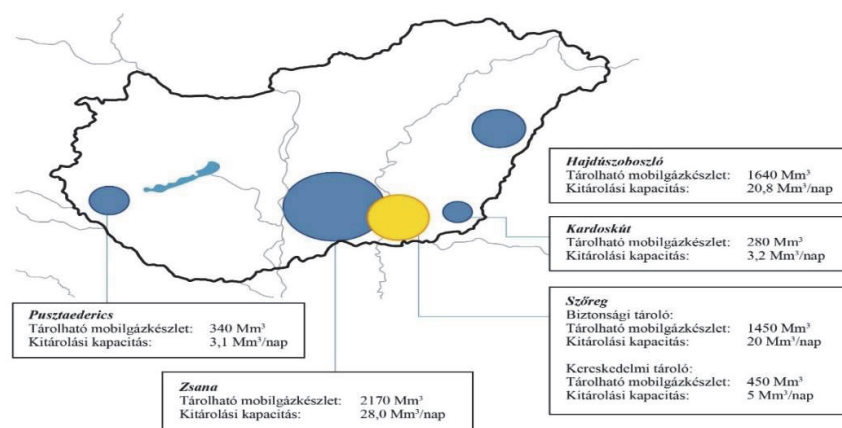 Hajdúszoboszló
Tárolható mobilgázkészlet: 1640 Mm³
Kitárolási kapacitás: 20,8 Mm³/nap
Kardoskút
Tárolható mobilgázkészlet: 280 Mm³
Kitárolási kapacitás: 3,2 Mm³/nap
Szőreg
Biztonsági tároló:
Tárolható mobilgázkészlet: 1450 Mm³
Kitárolási kapacitás: 20 Mm³/nap
Kereskedelmi tároló:
Tárolható mobilgázkészlet: 450 Mm³
Kitárolási kapacitás: 5 Mm³/nap
Pusztaederics
Tárolható mobilgázkészlet: 340 Mm³
Kitárolási kapacitás: 3,1 Mm³/nap
Zsana
Tárolható mobilgázkészlet: 2170 Mm³
Kitárolási kapacitás: 28,0 Mm³/nap